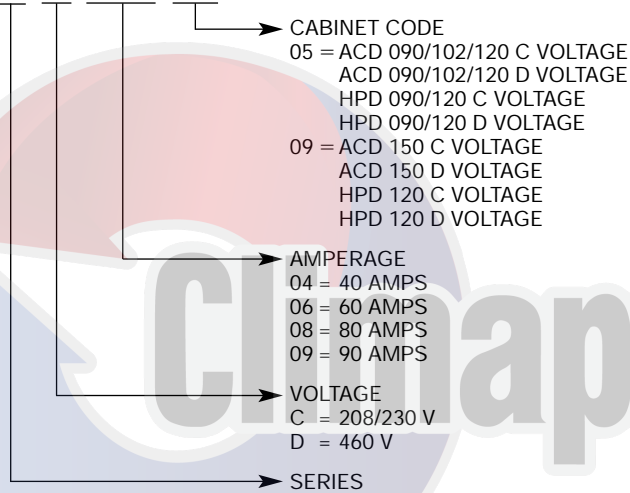 CABINET CODE
05 = ACD 090/102/120 C VOLTAGE
ACD 090/102/120 D VOLTAGE
HPD 090/120 C VOLTAGE
HPD 090/120 D VOLTAGE
09 = ACD 150 C VOLTAGE
ACD 150 D VOLTAGE
HPD 120 C VOLTAGE
HPD 120 D VOLTAGE
AMPERAGE
04 = 40 AMPS
06 = 60 AMPS
08 = 80 AMPS
09 = 90 AMPS
Climap
VOLTAGE
C = 208/230 V
D = 460 V
SERIES